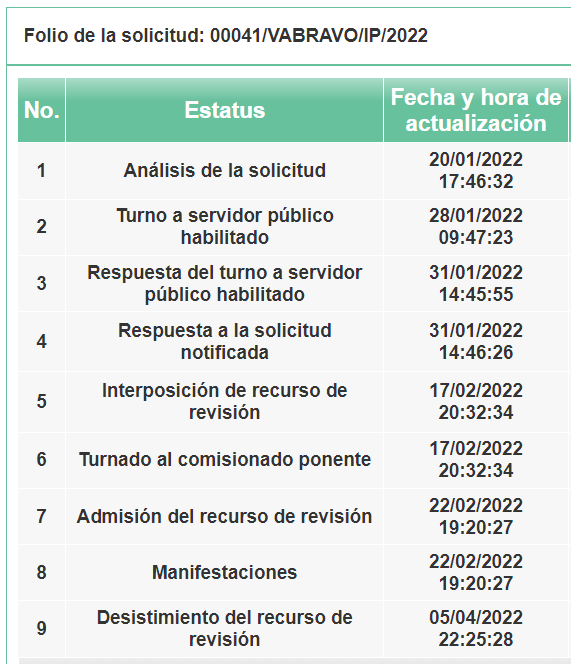 Folio de la solicitud: 00041/VABRAVO/IP/2022
No. Estatus Fecha y hora de
actualización
1 Análisis de la solicitud 20/01/2022
17:46:32
2 Turno a servidor público
habilitado 28/01/2022
09:47:23
3 Respuesta del turno a servidor
público habilitado 31/01/2022
14:45:55
4 Respuesta a la solicitud
notificada 31/01/2022
14:46:26
5 Interposición de recurso de
revisión 17/02/2022
20:32:34
6 Turnado al comisionado ponente 17/02/2022
20:32:34
7 Admisión del recurso de revisión 22/02/2022
19:20:27
8 Manifestaciones 22/02/2022
19:20:27
9 Desistimiento del recurso de
revisión 05/04/2022
22:25:28